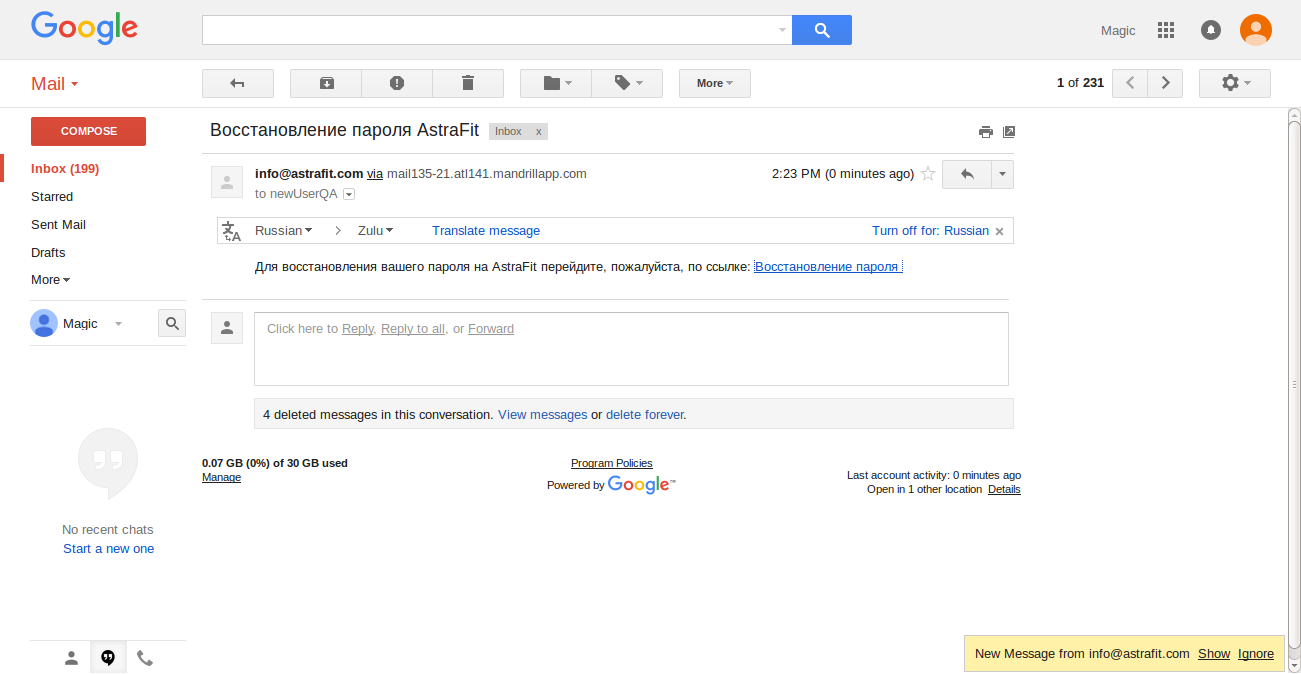 Google
Magic
Mail
More
1 of 231
COMPOSE
Inbox (199)
Starred
Sent Mail
Drafts
More
Magic
No recent chats
Start a new one
Восстановление пароля AstraFit
Inbox x
info@astrafit.com via mail135-21.atl141.mandrillapp.com
2:23 PM (0 minutes ago)
to newUserQA
Russian > Zulu Translate message
Turn off for: Russian ×
Для восстановления вашего пароля на AstraFit перейдите, пожалуйста, по ссылке: Восстановление пароля
Click here to Reply, Reply to all, or Forward
4 deleted messages in this conversation. View messages or delete forever.
0.07 GB (0%) of 30 GB used
Manage
Program Policies
Powered by Google™
Last account activity: 0 minutes ago
Open in 1 other location Details
New Message from info@astrafit.com Show Ignore